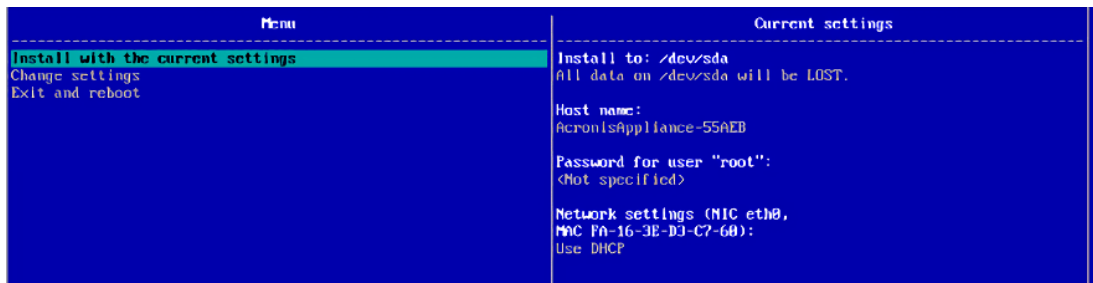 Menu
Install with the current settings
Change settings
Exit and reboot
Current settings
Install to: /dev/sda
All data on /dev/sda will be LOST.
Host name:
AcronisAppliance-55AEB
Password for user "root":
<Not specified>
Network settings (NIC eth0,
MAC FA-16-3E-D3-C7-60):
Use DHCP